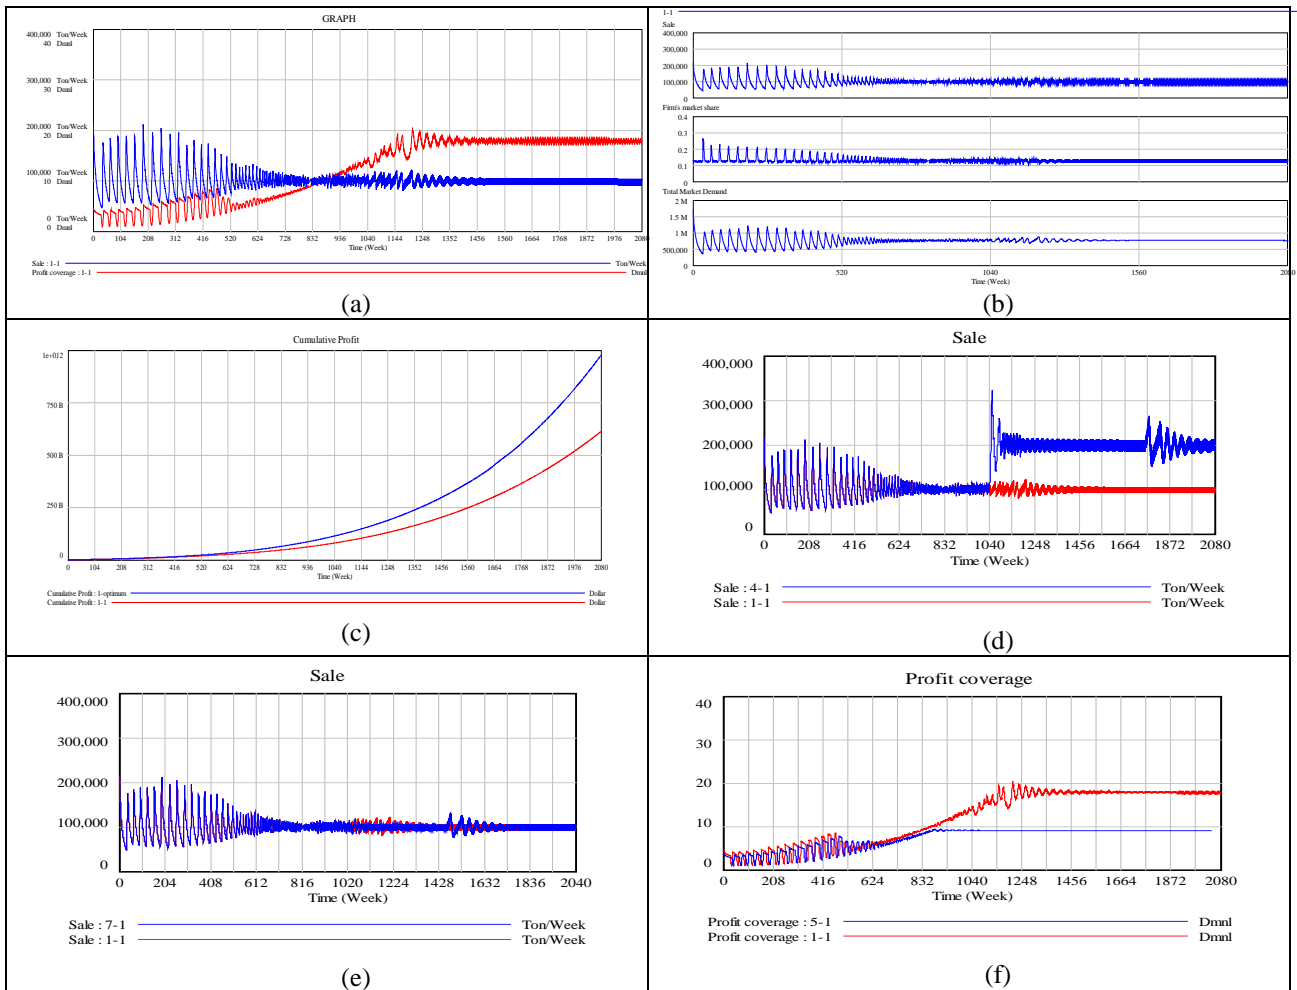 GRAPH
400,000 Ton/Week
40 Dmnl
300,000 Ton/Week
30 Dmnl
200,000 Ton/Week
20 Dmnl
100,000 Ton/Week
10 Dmnl
0 Ton/Week
0 Dmnl
0 104 208 312 416 520 624 728 832 936 1040 1144 1248 1352 1456 1560 1664 1768 1872 1976 2080
Time (Week)
Sale : 1-1 Ton/Week
Profit coverage : 1-1 Dmnl
(a)
1-1
Sale
400,000
300,000
200,000
100,000
0
Firm's market share
0.4
0.3
0.2
0.1
0
Total Market Demand
2 M
1.5 M
1 M
500,000
0
0 520 1040 1560 2080
Time (Week)
(b)
Cumulative Profit
1e+012
750 B
500 B
250 B
0
0 104 208 312 416 520 624 728 832 936 1040 1144 1248 1352 1456 1560 1664 1768 1872 1976 2080
Time (Week)
Cumulative Profit : 1-optimum Dollar
Cumulative Profit : 1-1 Dollar
(c)
Sale
400,000
300,000
200,000
100,000
0
0 208 416 624 832 1040 1248 1456 1664 1872 2080
Time (Week)
Sale : 4-1 Ton/Week
Sale : 1-1 Ton/Week
(d)
Sale
400,000
300,000
200,000
100,000
0
0 204 408 612 816 1020 1224 1428 1632 1836 2040
Time (Week)
Sale : 7-1 Ton/Week
Sale : 1-1 Ton/Week
(e)
Profit coverage
40
30
20
10
0
0 208 416 624 832 1040 1248 1456 1664 1872 2080
Time (Week)
Profit coverage : 5-1 Dmnl
Profit coverage : 1-1 Dmnl
(f)